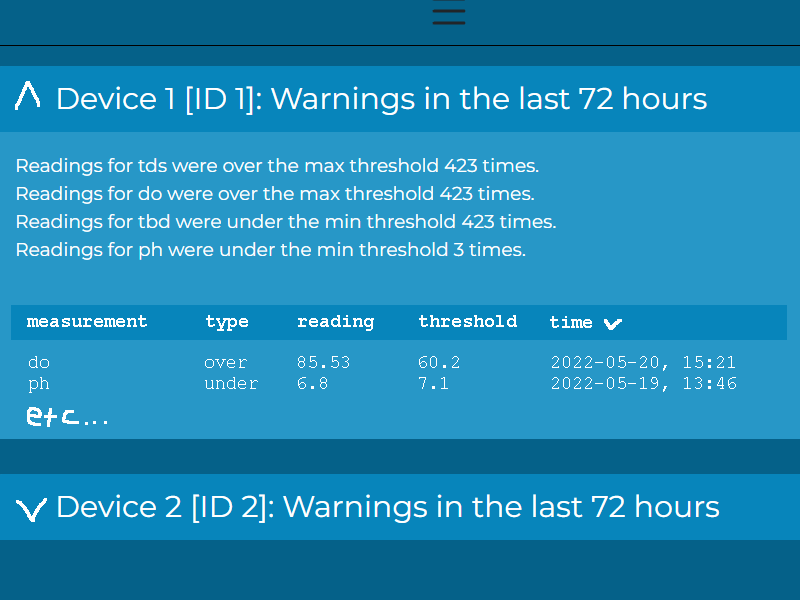 Device 1 [ID 1]: Warnings in the last 72 hours
Readings for tds were over the max threshold 423 times.
Readings for do were over the max threshold 423 times.
Readings for tbd were under the min threshold 423 times.
Readings for ph were under the min threshold 3 times.
measurement type reading threshold time
do over 85.53 60.2 2022-05-20, 15:21
ph under 6.8 7.1 2022-05-19, 13:46
etc...
Device 2 [ID 2]: Warnings in the last 72 hours